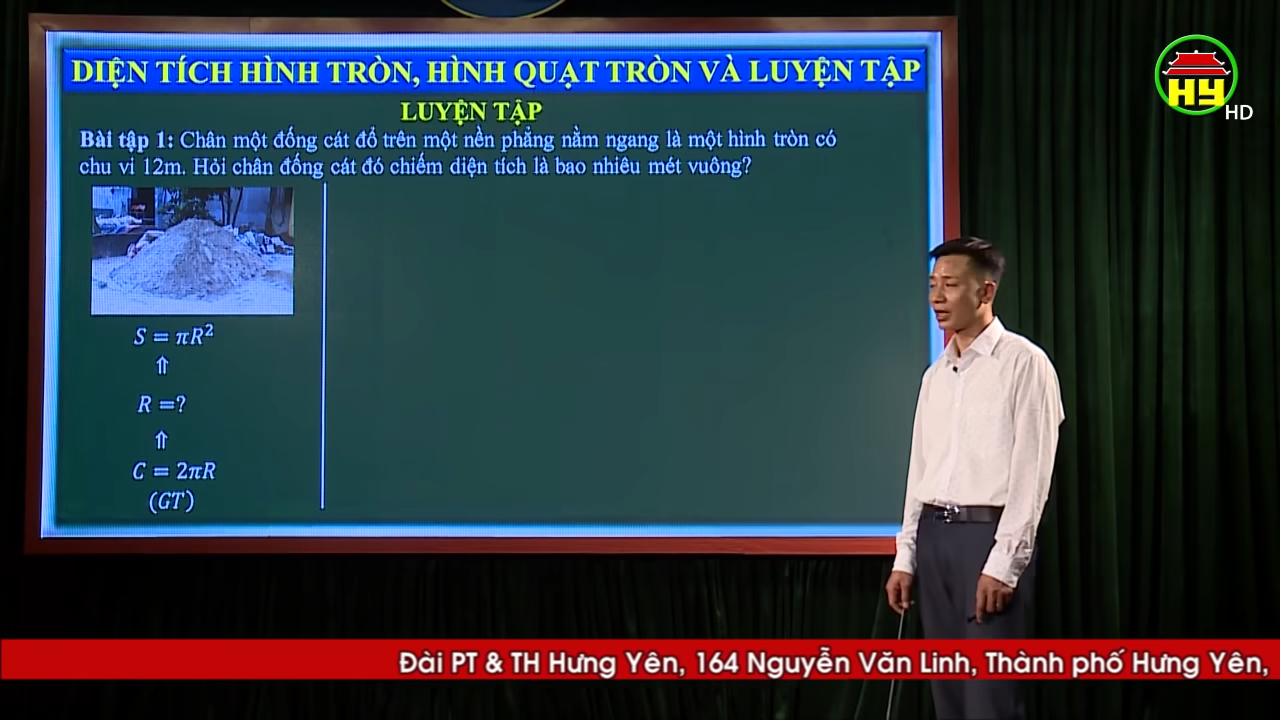 DIỆN TÍCH HÌNH TRÒN, HÌNH QUẠT TRÒN VÀ LUYỆN TẬP
LUYỆN TẬP
Bài tập 1: Chân một đống cát đổ trên một nền phẳng nằm ngang là một hình tròn có
chu vi 12m. Hỏi chân đống cát đó chiếm diện tích là bao nhiêu mét vuông?
S = πR²
⇑
R =?
⇑
C = 2πR
(GT)
HY
HD
Đài PT & TH Hưng Yên, 164 Nguyễn Văn Linh, Thành phố Hưng Yên,